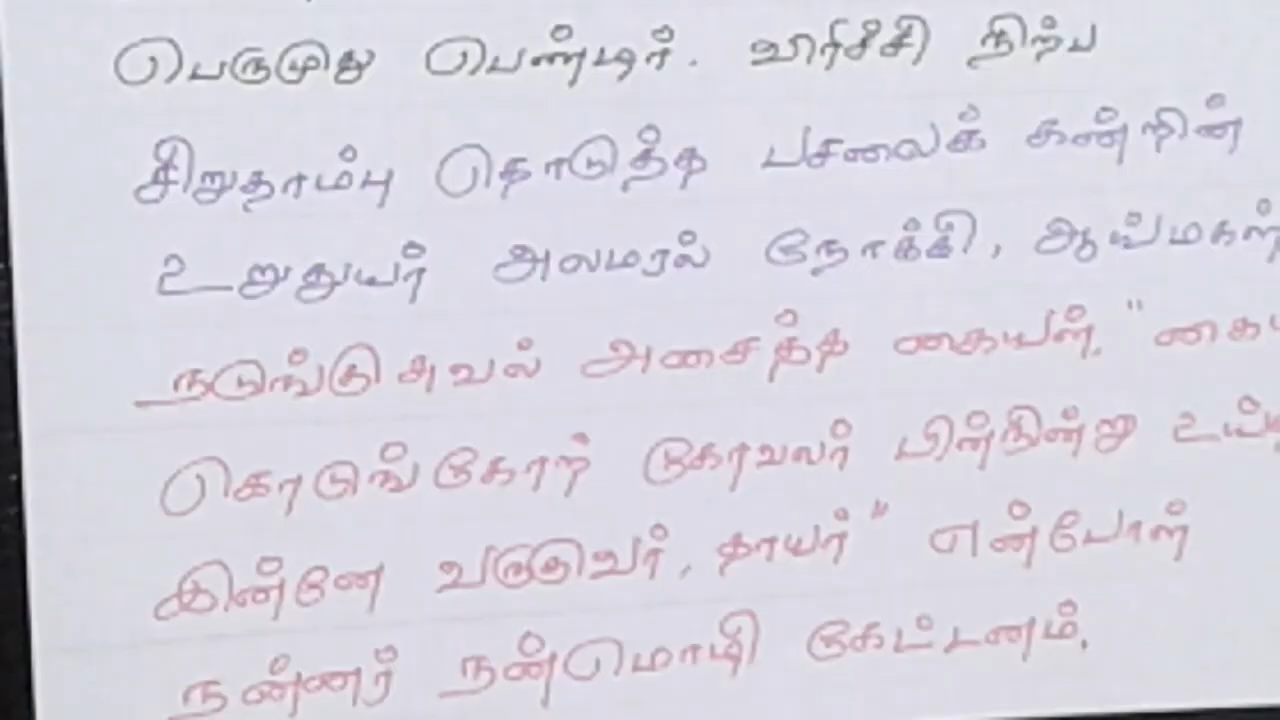 பெருமுது பெண்டிர். விரிச்சி நிற்ப
சிறுதாம்பு தொடுத்த பசலைக் கன்றின்
உறுதுயர் அலமரல் நோக்கி, ஆய்மகள்
நடுங்கு சுவல் அசைத்த கையள், "கைய
கொடுங்கோற் கோவலர் பின்நின்று உய்த
இன்னே வருகுவர், தாயர்" என்போள்
நன்னர் நன்மொழி கேட்டனம்.